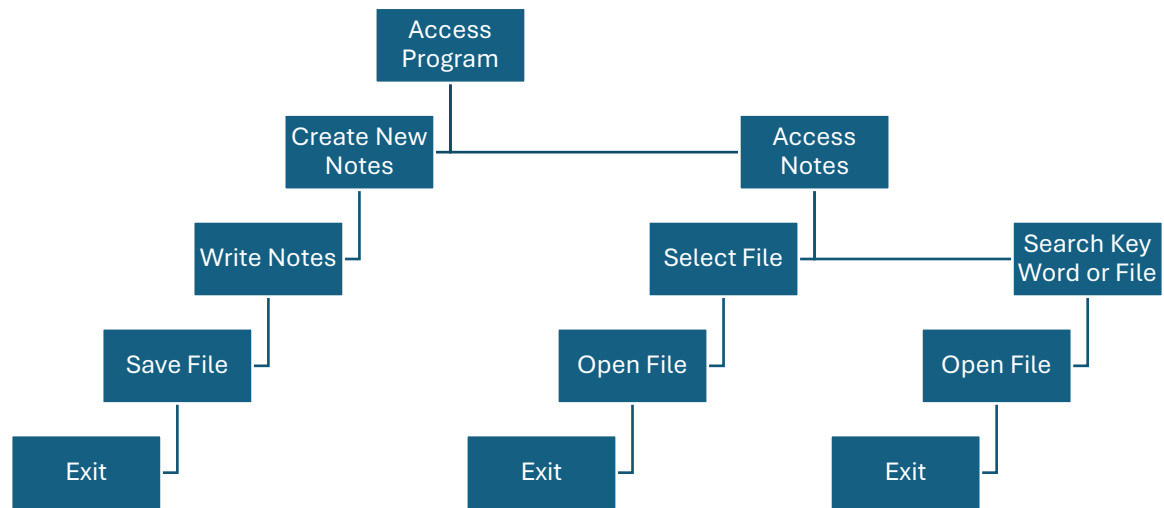 Access
Program
Create New
Notes
Access
Notes
Write Notes
Select File
Search Key
Word or File
Save File
Open File
Open File
Exit
Exit
Exit